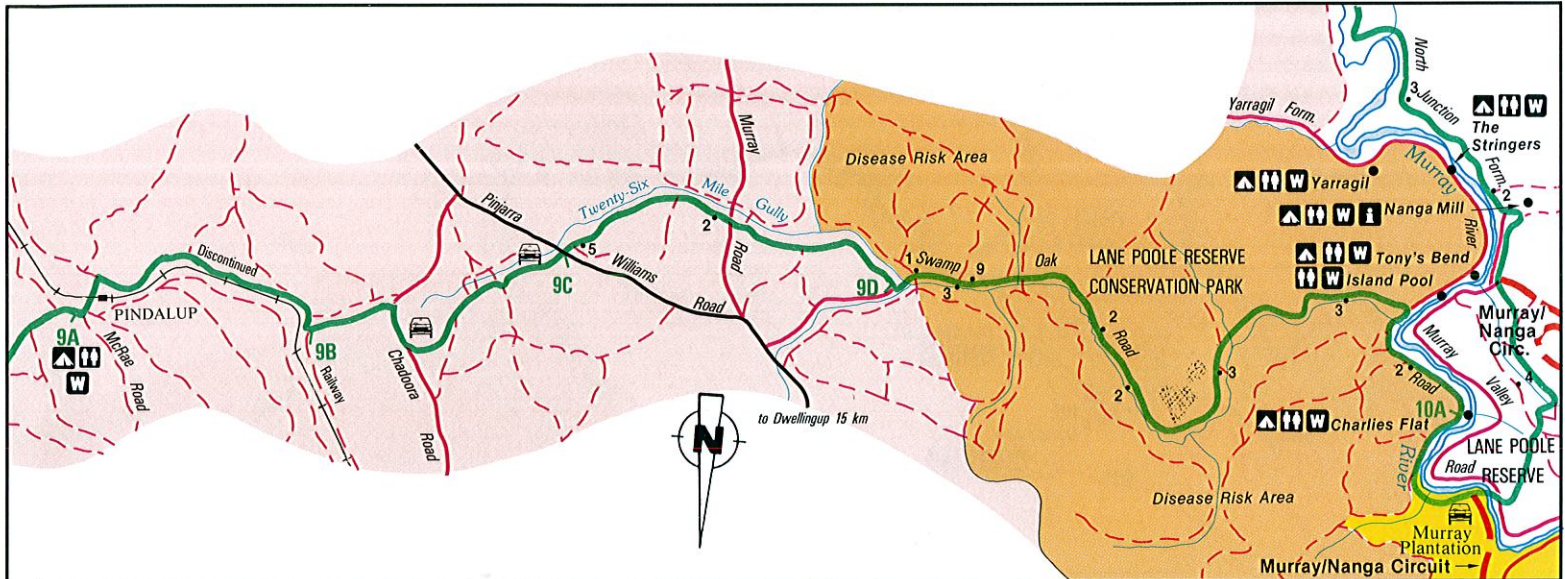 North
3 Junction
Form.
2
Yarragil Form.
W
The
Stringers
Murray
River
W Yarragil
W i Nanga Mill
W Tony's Bend
W Island Pool
Murray/
Nanga
Circ.
Disease Risk Area
Murray
Road
Twenty-Six Mile Gully
2
5
Pinjarra Williams Road
Discontinued
Railway
PINDALUP
9A
W
McRae
Road
9B
Chadoora
Road
9C
9D
1
Swamp Oak Road
3
9
2
2
3
3
LANE POOLE RESERVE
CONSERVATION PARK
to Dwellingup 15 km
N
2
Road
Murray
Valley
Road
4
10A
W Charlies Flat
River
LANE POOLE
RESERVE
Disease Risk Area
Murray
Plantation
Murray/Nanga Circuit